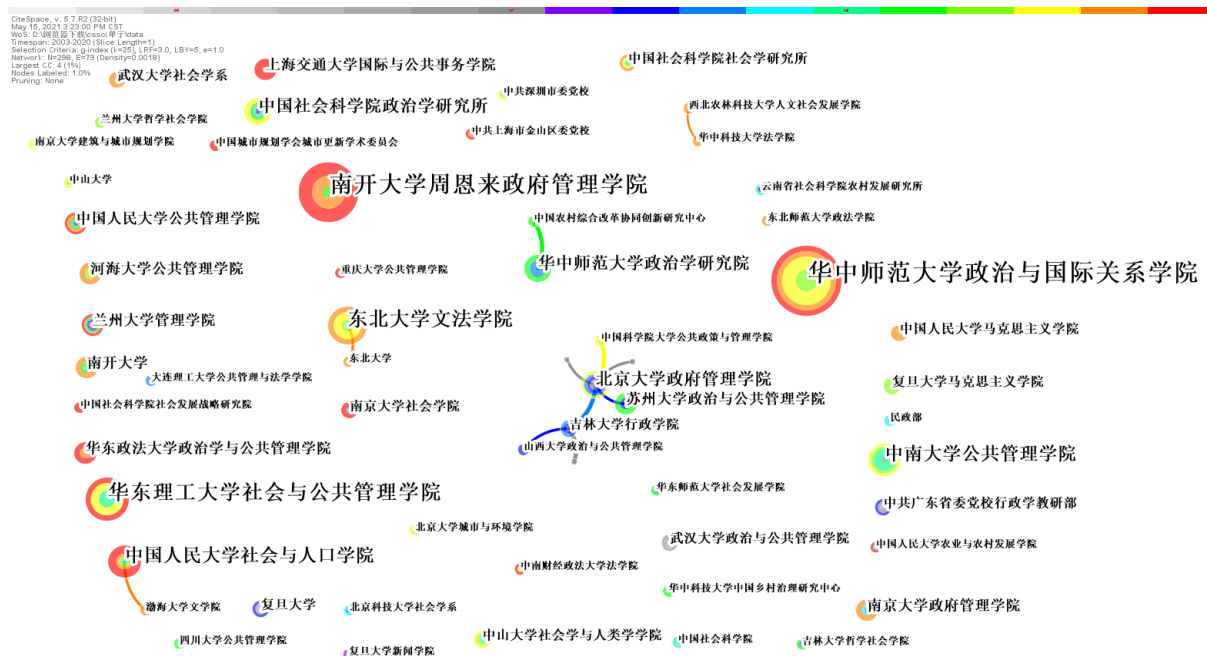 CiteSpace, v. 5.7.R2 (32-bit)
May 15, 2021 3:23:00 PM CST
WoS: D:\浏览器下载\cssci单于\data
Timespan: 2003-2020 (Slice Length=1)
Selection Criteria: g-index (k=25), LRF=3.0, LBY=5, e=1.0
Network: N=298, E=79 (Density=0.0018)
Largest CC: 4 (1%)
Nodes Labeled: 1.0%
Pruning: None
中国社会科学院社会学研究所
上海交通大学国际与公共事务学院
武汉大学社会学系
中共深圳市委党校
中国社会科学院政治学研究所
西北农林科技大学人文社会发展学院
兰州大学哲学社会学院
中共上海市金山区委党校
华中科技大学法学院
南京大学建筑与城市规划学院
中国城市规划学会城市更新学术委员会
中山大学
南开大学周恩来政府管理学院
云南省社会科学院农村发展研究所
中国人民大学公共管理学院
中国农村综合改革协同创新研究中心
东北师范大学政法学院
河海大学公共管理学院
重庆大学公共管理学院
华中师范大学政治学研究院
华中师范大学政治与国际关系学院
兰州大学管理学院
东北大学文法学院
中国人民大学马克思主义学院
中国科学院大学公共政策与管理学院
南开大学
东北大学
大连理工大学公共管理与法学学院
北京大学政府管理学院
复旦大学马克思主义学院
苏州大学政治与公共管理学院
中国社会科学院社会发展战略研究院
南京大学社会学院
民政部
吉林大学行政学院
华东政法大学政治学与公共管理学院
山西大学政治与公共管理学院
中南大学公共管理学院
华东理工大学社会与公共管理学院
华东师范大学社会发展学院
中共广东省委党校行政学教研部
北京大学城市与环境学院
武汉大学政治与公共管理学院
中国人民大学农业与农村发展学院
中国人民大学社会与人口学院
中南财经政法大学法学院
华中科技大学中国乡村治理研究中心
渤海大学文学院
复旦大学
北京科技大学社会学系
南京大学政府管理学院
四川大学公共管理学院
中山大学社会学与人类学学院
中国社会科学院
吉林大学哲学社会学院
复旦大学新闻学院